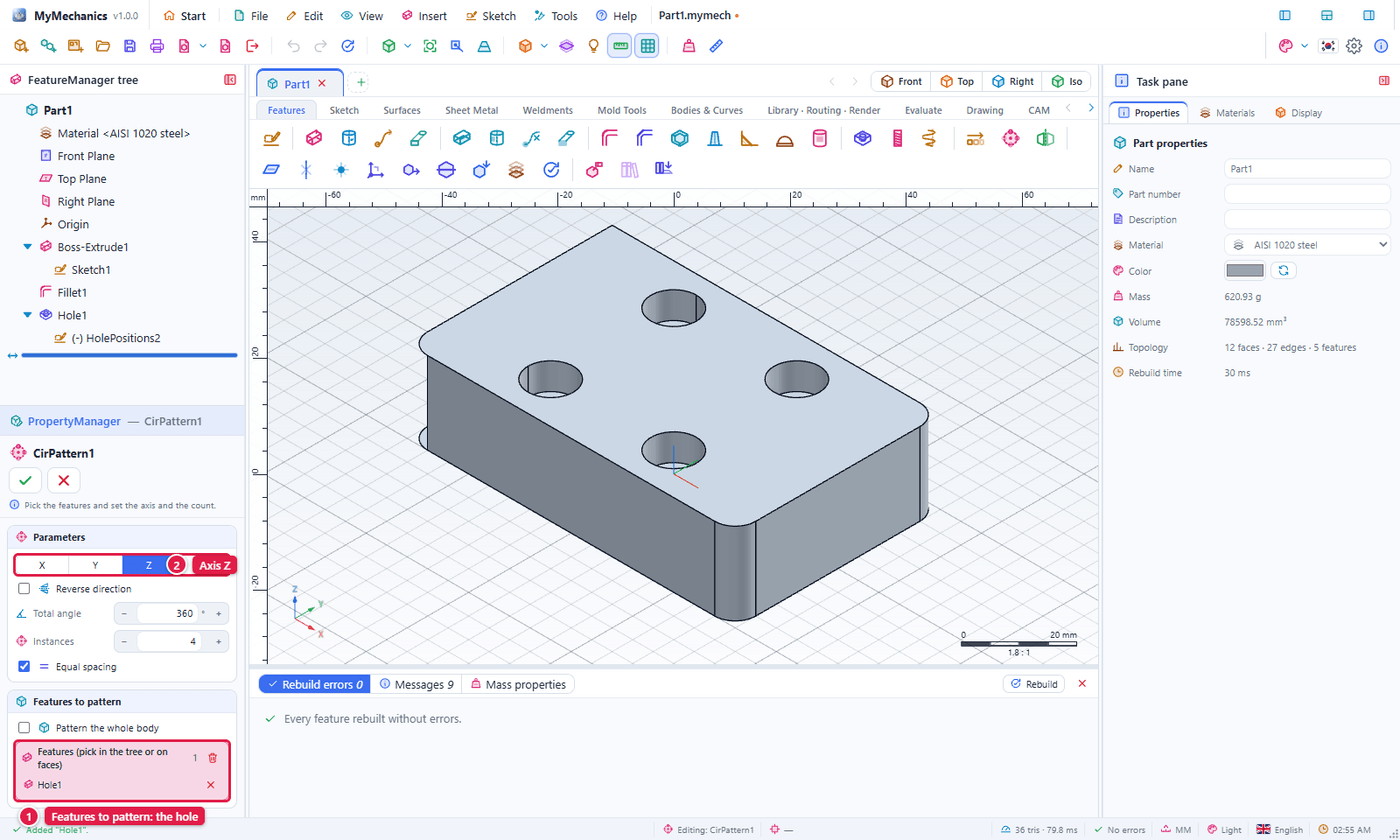 MyMechanics v1.0.0 Start File Edit View Insert Sketch Tools Help Part1.mymech
FeatureManager tree
Part1
Material <AISI 1020 steel>
Front Plane
Top Plane
Right Plane
Origin
Boss-Extrude1
Sketch1
Fillet1
Hole1
(-) HolePositions2
PropertyManager — CirPattern1
CirPattern1
Pick the features and set the axis and the count.
Parameters
X Y Z 2 Axis Z
Reverse direction
Total angle − 360 ° +
Instances − 4 +
Equal spacing
Features to pattern
Pattern the whole body
Features (pick in the tree or on
faces) 1
Hole1
1 Features to pattern: the hole
Part1 Front Top Right Iso
Features Sketch Surfaces Sheet Metal Weldments Mold Tools Bodies & Curves Library · Routing · Render Evaluate Drawing CAM
mm -60 -40 -20 0 20 40 60
40
20
0
-20
Z
Y
X
0 20 mm
1.8 : 1
Rebuild errors 0 Messages 9 Mass properties Rebuild
Every feature rebuilt without errors.
Task pane
Properties Materials Display
Part properties
Name Part1
Part number
Description
Material AISI 1020 steel
Color
Mass 620.93 g
Volume 78598.52 mm³
Topology 12 faces · 27 edges · 5 features
Rebuild time 30 ms
Added "Hole1". Editing: CirPattern1 — 36 tris · 79.8 ms No errors MM Light English 02:55 AM